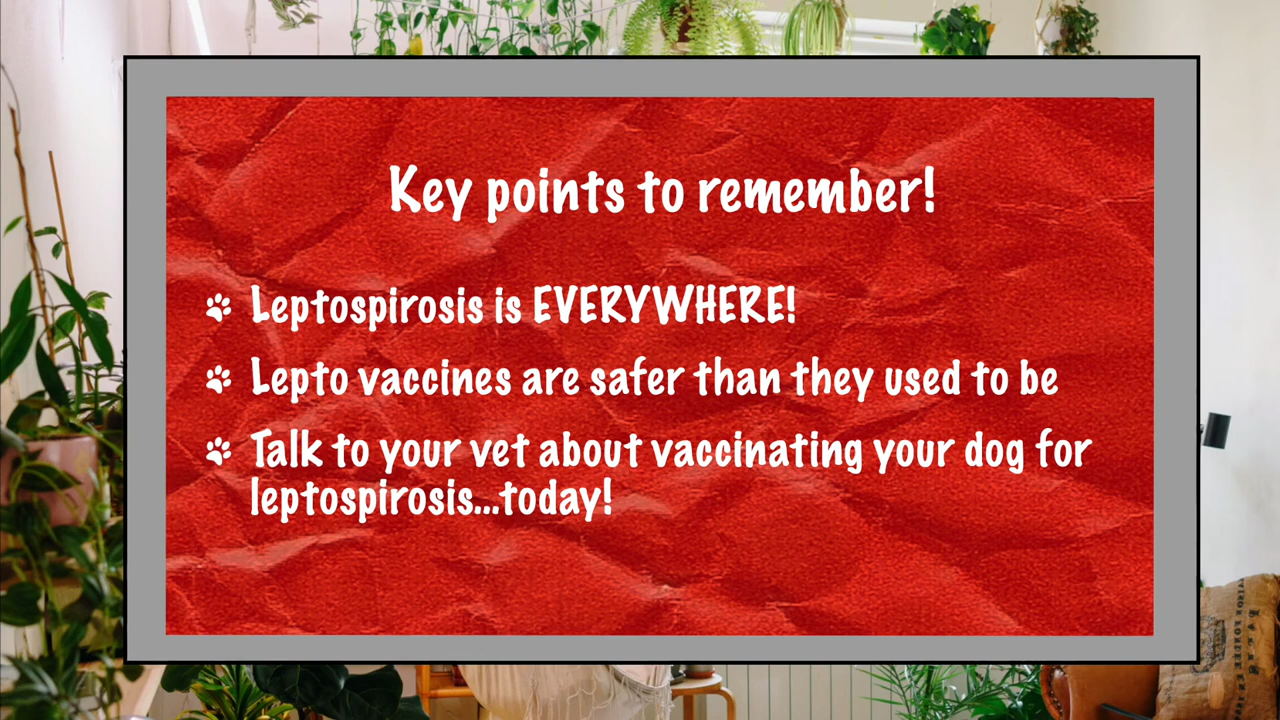 Key points to remember!
Leptospirosis is EVERYWHERE!
Lepto vaccines are safer than they used to be
Talk to your vet about vaccinating your dog for
leptospirosis...today!